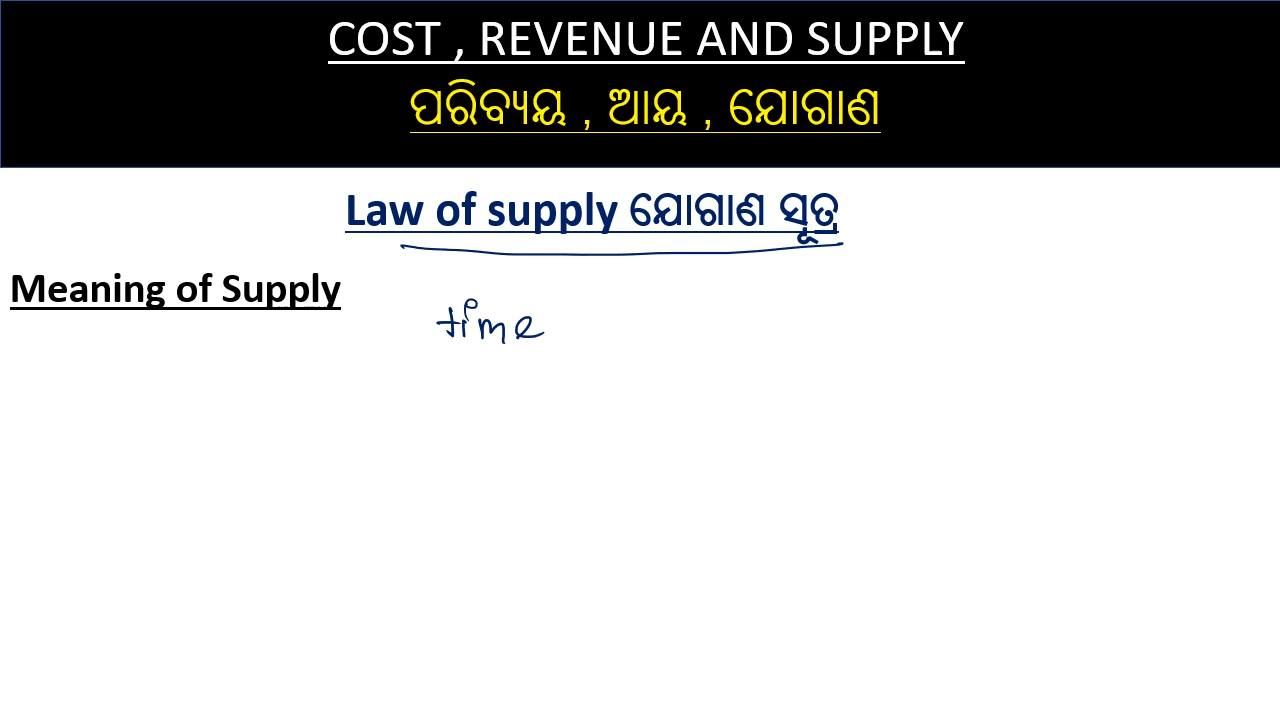 COST , REVENUE AND SUPPLY
ପରିବ୍ୟୟ , ଆୟ , ଯୋଗାଣ
Law of supply ଯୋଗାଣ ସୂତ୍ର
Meaning of Supply
time